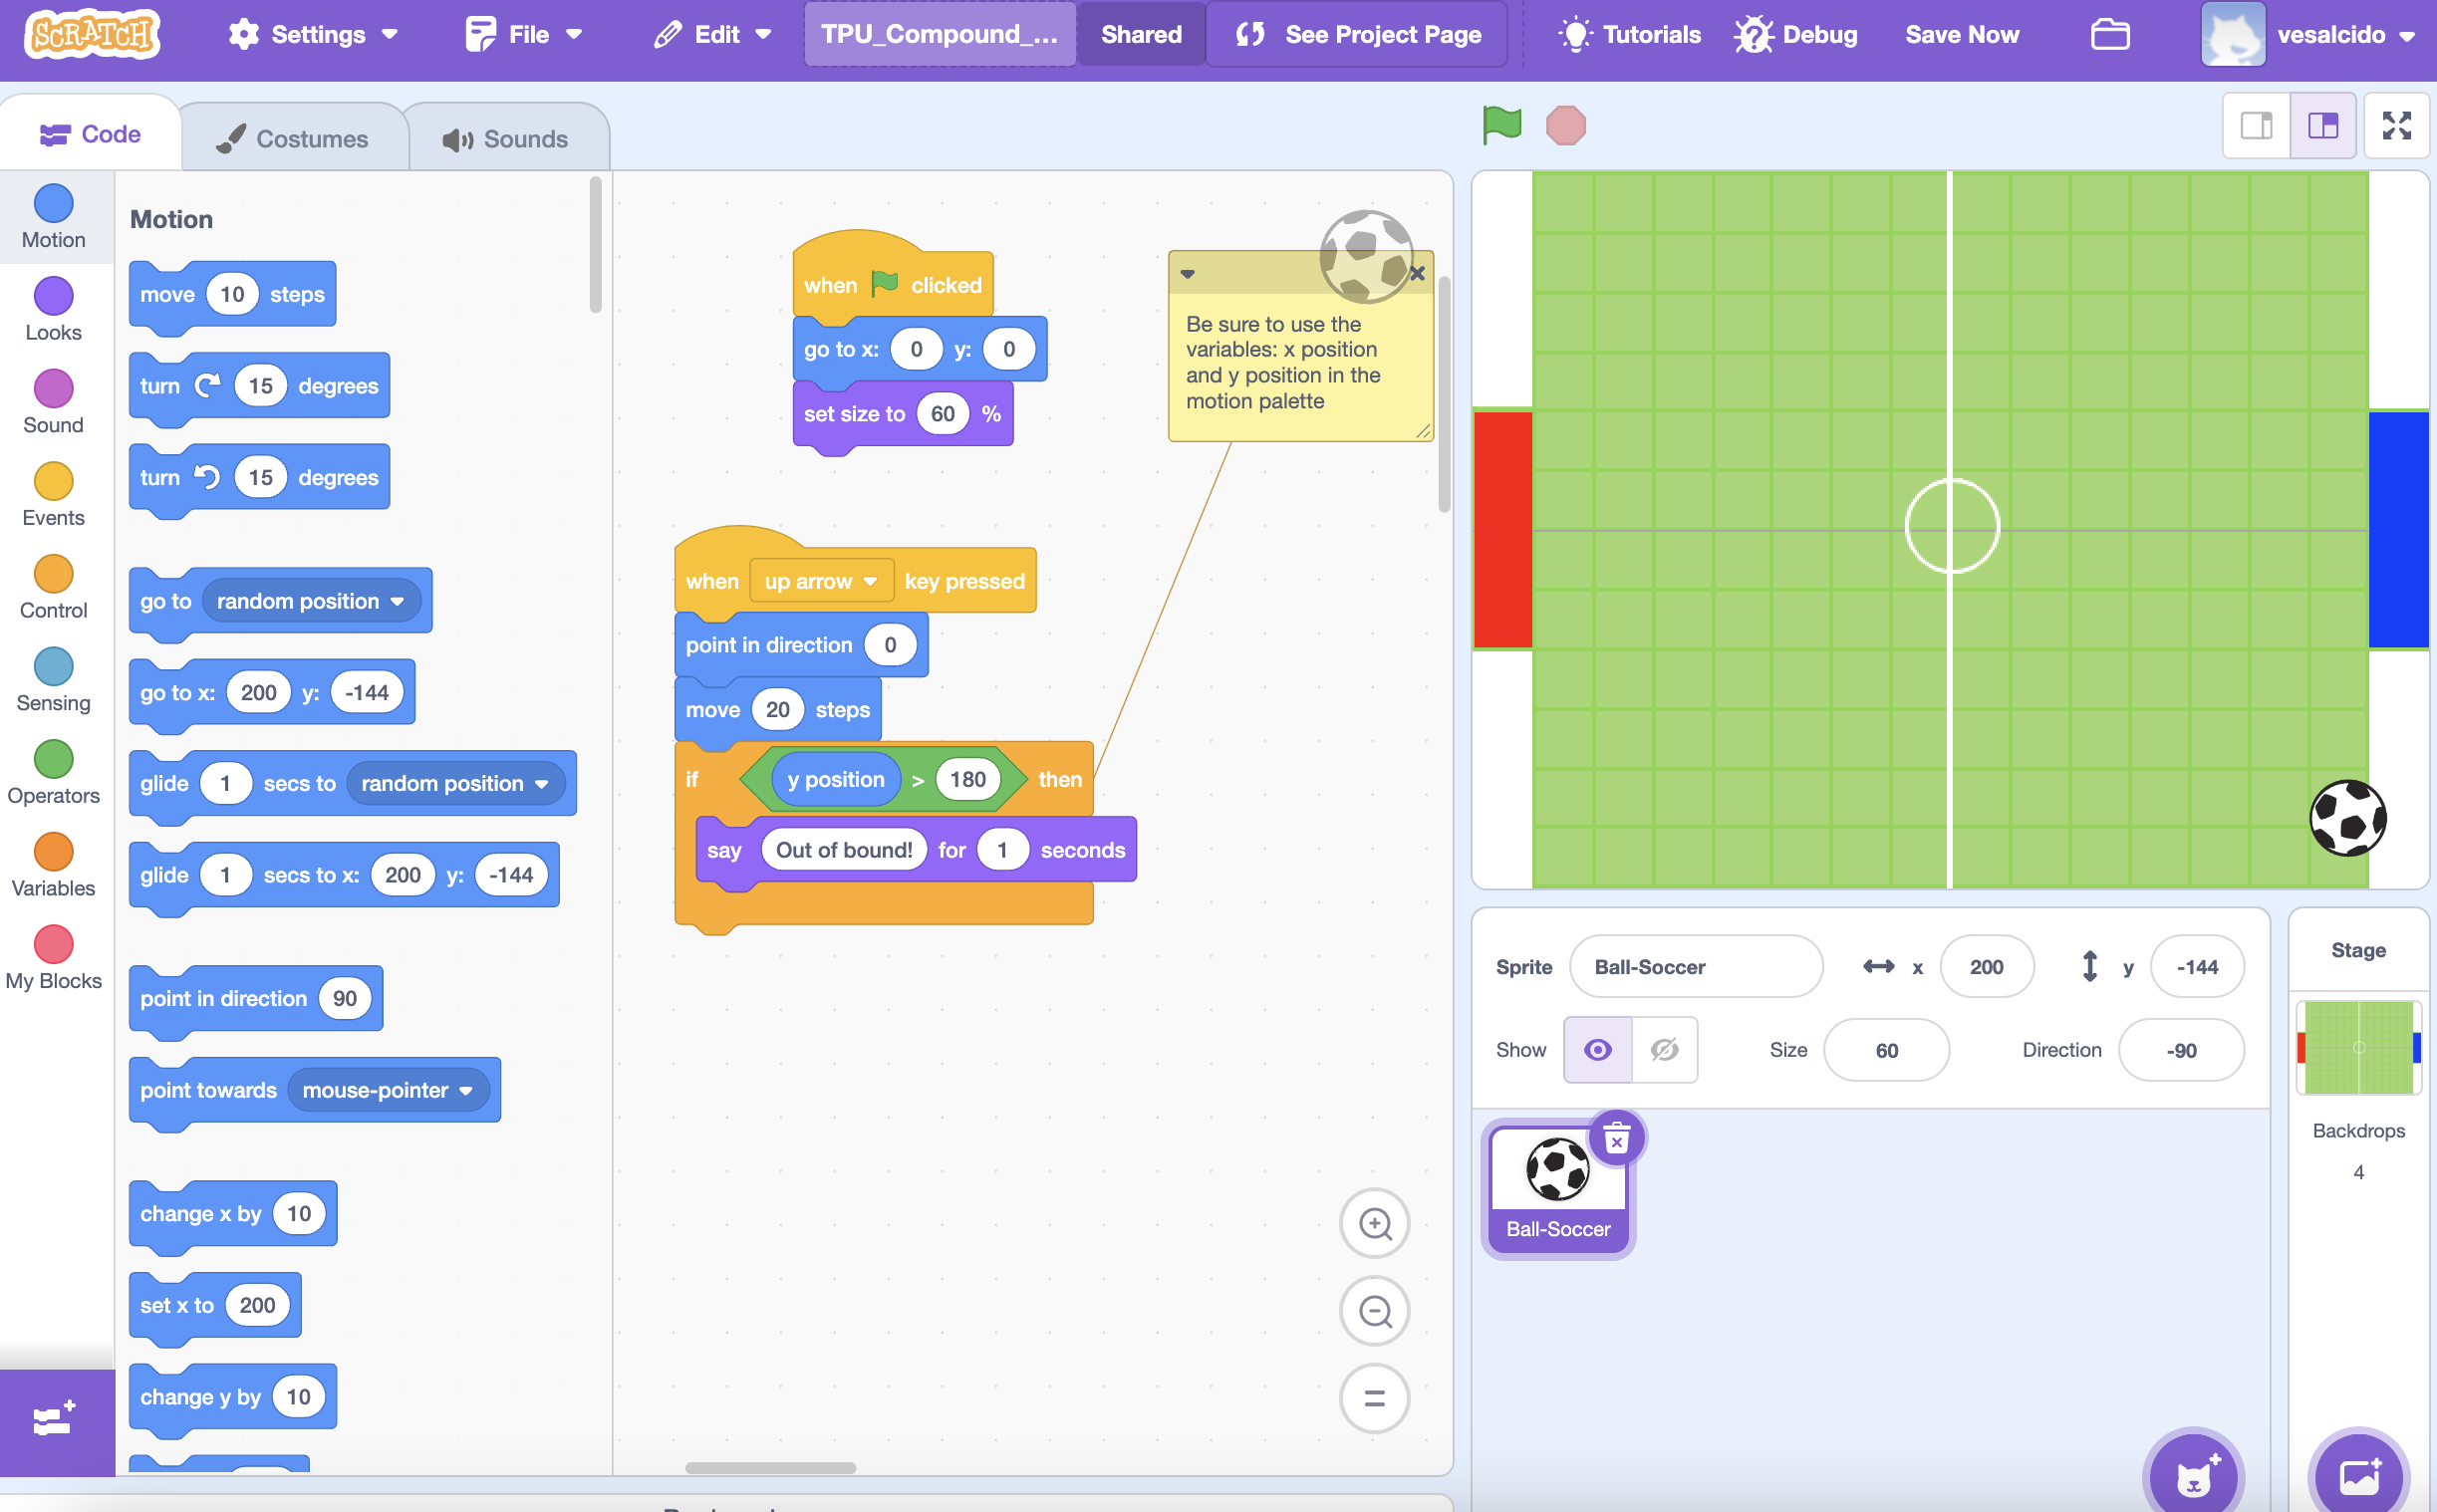 SCRATCH
Settings
File
Edit
TPU_Compound_...
Shared
See Project Page
Tutorials
Debug
Save Now
vesalcido
Code
Costumes
Sounds
Motion
Looks
Sound
Events
Control
Sensing
Operators
Variables
My Blocks
Motion
move 10 steps
turn 15 degrees
turn 15 degrees
go to random position
go to x: 200 y: -144
glide 1 secs to random position
glide 1 secs to x: 200 y: -144
point in direction 90
point towards mouse-pointer
change x by 10
set x to 200
change y by 10
when clicked
go to x: 0 y: 0
set size to 60 %
Be sure to use the
variables: x position
and y position in the
motion palette
when up arrow key pressed
point in direction 0
move 20 steps
if y position > 180 then
say Out of bound! for 1 seconds
Sprite Ball-Soccer x 200 y -144
Show Size 60 Direction -90
Ball-Soccer
Stage
Backdrops
4